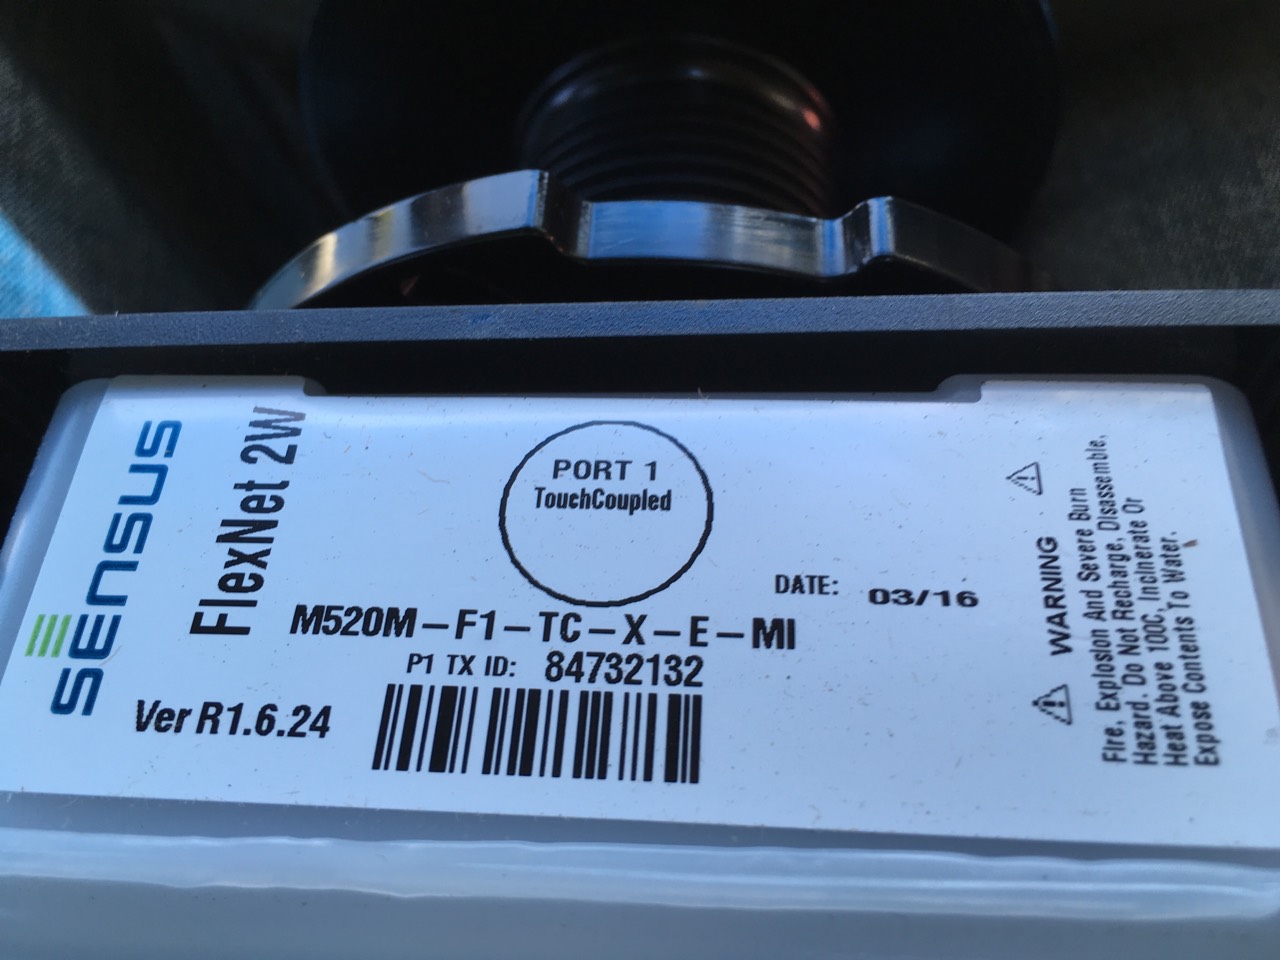 SENSUS
FlexNet 2W
PORT 1
TouchCoupled
DATE: 03/16
M520M-F1-TC-X-E-MI
P1 TX ID: 84732132
Ver R1.6.24
WARNING
Fire, Explosion And Severe Burn
Hazard. Do Not Recharge, Disassemble,
Heat Above 100C, Incinerate Or
Expose Contents To Water.